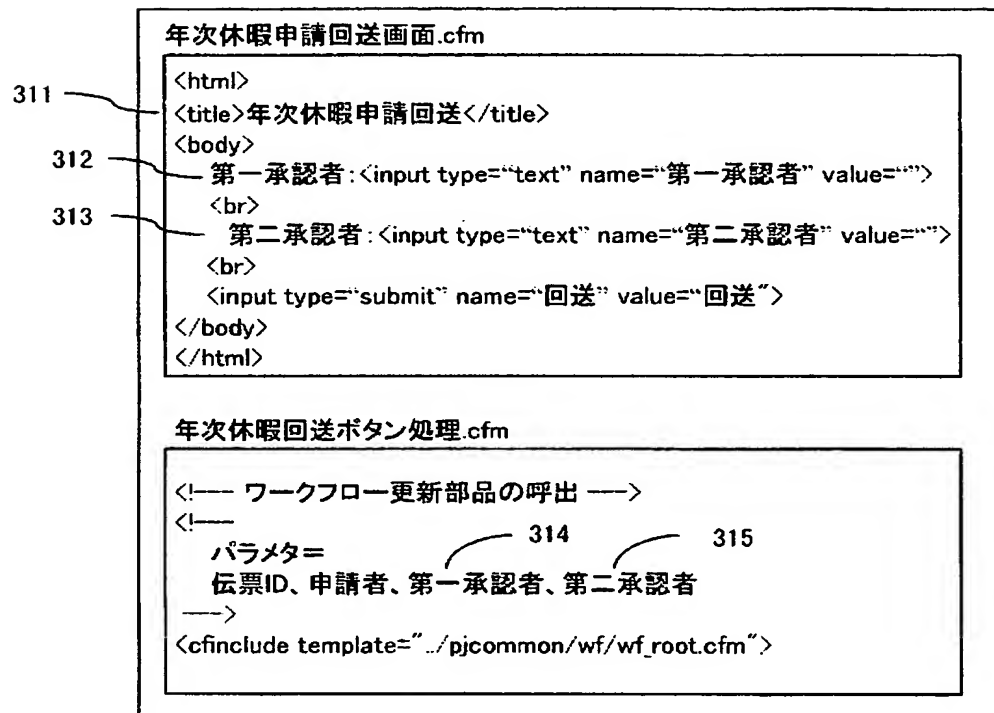 年次休暇申請回送画面.cfm
<html>
311
<title>年次休暇申請回送</title>
<body>
312
第一承認者:<input type="text" name="第一承認者" value="">
<br>
313
第二承認者:<input type="text" name="第二承認者" value="">
<br>
<input type="submit" name="回送" value="回送">
</body>
</html>
年次休暇回送ボタン処理.cfm
<!--- ワークフロー更新部品の呼出 --->
<!---
314 315
パラメタ=
伝票ID、申請者、第一承認者、第二承認者
--->
<cfinclude template="../pjcommon/wf/wf_root.cfm">